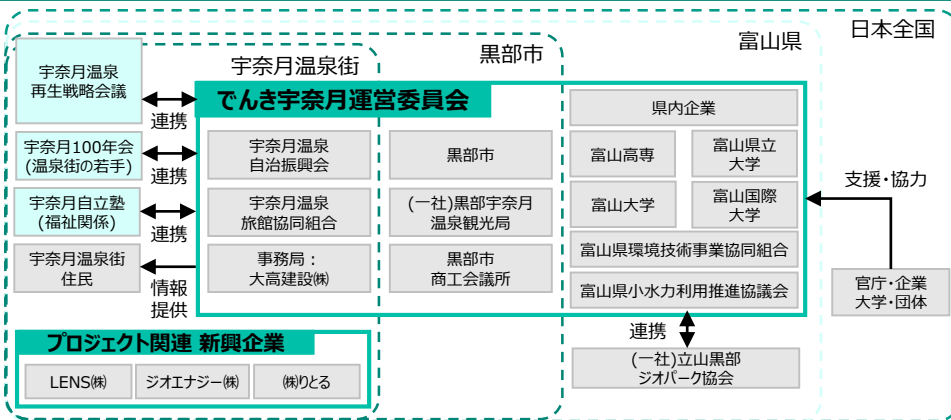 日本全国
富山県
黒部市
宇奈月温泉街
宇奈月温泉
再生戦略会議
連携
宇奈月100年会
(温泉街の若手)
連携
宇奈月自立塾
(福祉関係)
連携
宇奈月温泉街
住民
情報
提供
でんき宇奈月運営委員会
宇奈月温泉
自治振興会
宇奈月温泉
旅館協同組合
事務局：
大高建設㈱
黒部市
(一社)黒部宇奈月
温泉観光局
黒部市
商工会議所
県内企業
富山高専
富山県立
大学
富山大学
富山国際
大学
富山県環境技術事業協同組合
富山県小水力利用推進協議会
連携
(一社)立山黒部
ジオパーク協会
支援・協力
官庁・企業
大学・団体
プロジェクト関連 新興企業
LENS㈱
ジオエナジー㈱
㈱りとる